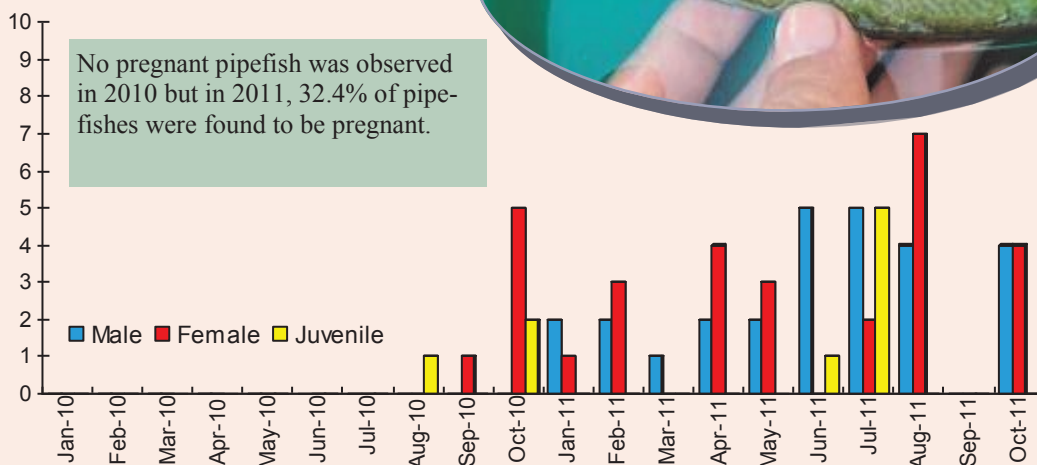 10
9
8
7
6
5
4
3
2
1
0
No pregnant pipefish was observed
in 2010 but in 2011, 32.4% of pipe-
fishes were found to be pregnant.
Male Female Juvenile
Jan-10
Feb-10
Mar-10
Apr-10
May-10
Jun-10
Jul-10
Aug-10
Sep-10
Oct-10
Jan-11
Feb-11
Mar-11
Apr-11
May-11
Jun-11
Jul-11
Aug-11
Sep-11
Oct-11